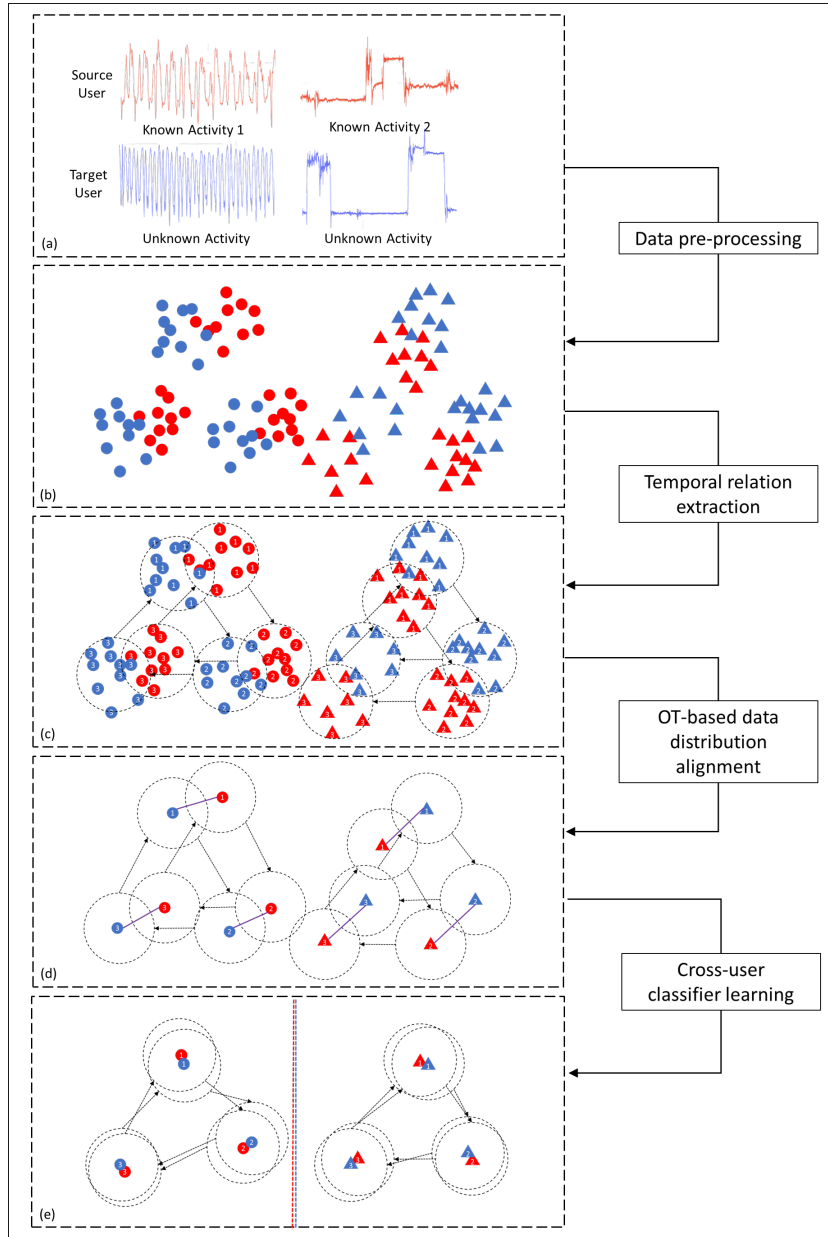 Source
User
Known Activity 1
Known Activity 2
Target
User
Unknown Activity
Unknown Activity
(a)
Data pre-processing
(b)
Temporal relation
extraction
(c)
OT-based data
distribution
alignment
(d)
Cross-user
classifier learning
(e)